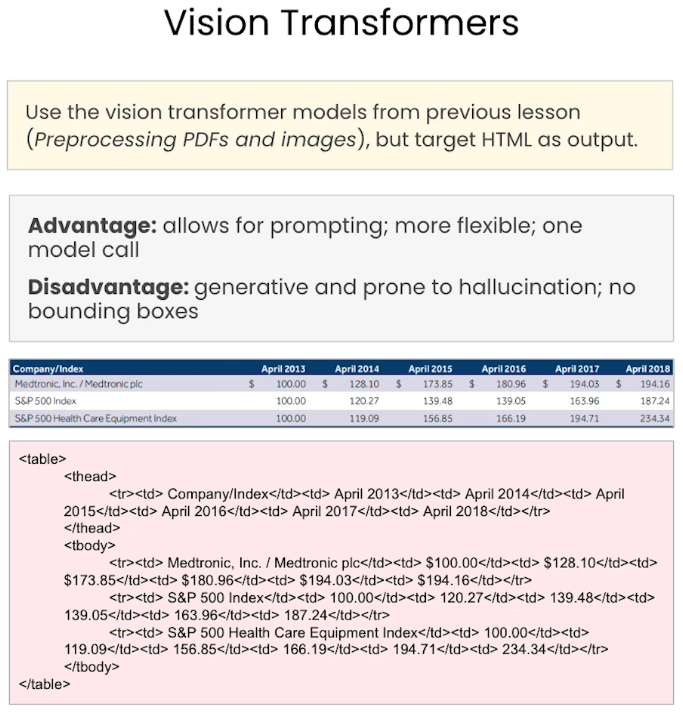 Vision Transformers
Use the vision transformer models from previous lesson
(Preprocessing PDFs and images), but target HTML as output.
Advantage: allows for prompting; more flexible; one
model call
Disadvantage: generative and prone to hallucination; no
bounding boxes
Company/Index April 2013 April 2014 April 2015 April 2016 April 2017 April 2018
Medtronic, Inc. / Medtronic plc $ 100.00 $ 128.10 $ 173.85 $ 180.96 $ 194.03 $ 194.16
S&P 500 Index 100.00 120.27 139.48 139.05 163.96 187.24
S&P 500 Health Care Equipment Index 100.00 119.09 156.85 166.19 194.71 234.34
<table>
<thead>
<tr><td> Company/Index</td><td> April 2013</td><td> April 2014</td><td> April
2015</td><td> April 2016</td><td> April 2017</td><td> April 2018</td></tr>
</thead>
<tbody>
<tr><td> Medtronic, Inc. / Medtronic plc</td><td> $100.00</td><td> $128.10</td><td>
$173.85</td><td> $180.96</td><td> $194.03</td><td> $194.16</td></tr>
<tr><td> S&P 500 Index</td><td> 100.00</td><td> 120.27</td><td> 139.48</td><td>
139.05</td><td> 163.96</td><td> 187.24</td></tr>
<tr><td> S&P 500 Health Care Equipment Index</td><td> 100.00</td><td>
119.09</td><td> 156.85</td><td> 166.19</td><td> 194.71</td><td> 234.34</td></tr>
</tbody>
</table>